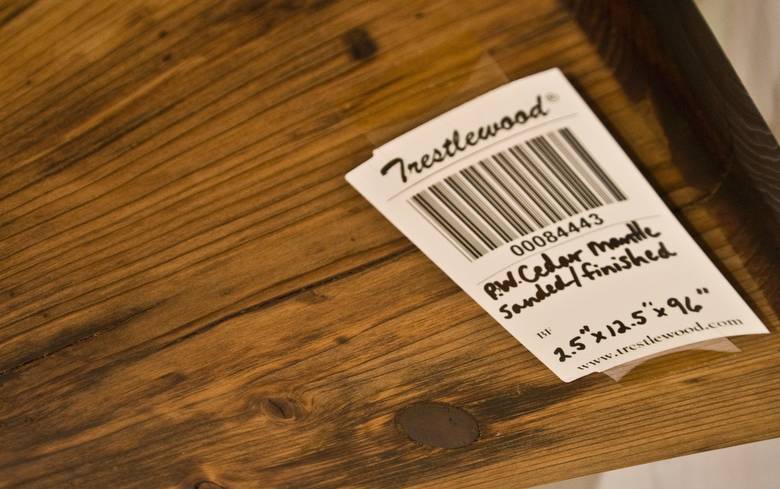 Trestlewood®
00084443
P.W. Cedar Mantle
sanded/finished
BF
2.5"x12.5"x96"
www.trestlewood.com